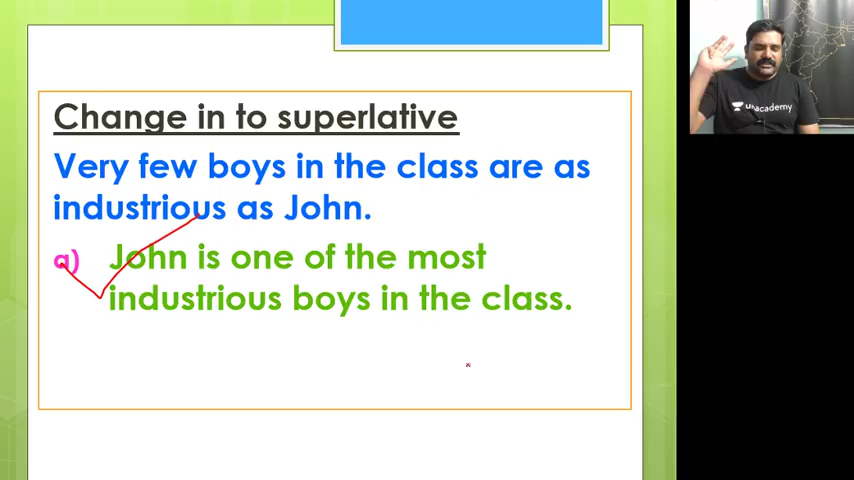 Change in to superlative
Very few boys in the class are as
industrious as John.
a) John is one of the most
industrious boys in the class.
unacademy